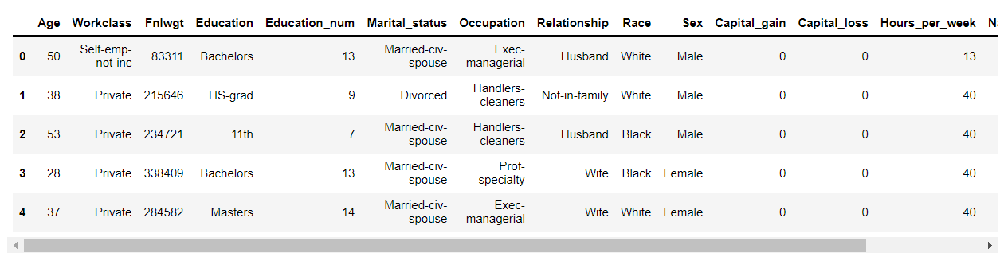 Age Workclass Fnlwgt Education Education_num Marital_status Occupation Relationship Race Sex Capital_gain Capital_loss Hours_per_week Na
0 50 Self-emp-not-inc 83311 Bachelors 13 Married-civ-spouse Exec-managerial Husband White Male 0 0 13
1 38 Private 215646 HS-grad 9 Divorced Handlers-cleaners Not-in-family White Male 0 0 40
2 53 Private 234721 11th 7 Married-civ-spouse Handlers-cleaners Husband Black Male 0 0 40
3 28 Private 338409 Bachelors 13 Married-civ-spouse Prof-specialty Wife Black Female 0 0 40
4 37 Private 284582 Masters 14 Married-civ-spouse Exec-managerial Wife White Female 0 0 40